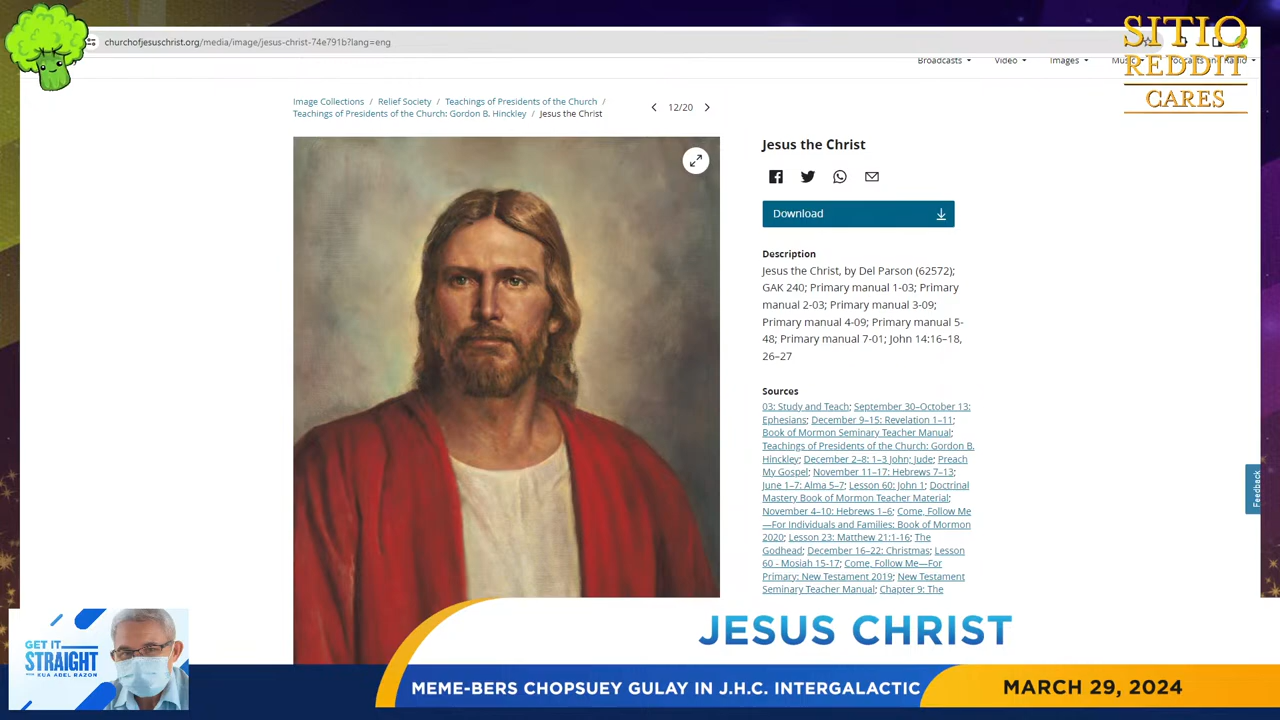 churchofjesuschrist.org/media/image/jesus-christ-74e791b?lang=eng
SITIO
REDDIT
CARES
Broadcasts Video Images Music Podcasts and Radio
Image Collections / Relief Society / Teachings of Presidents of the Church /
Teachings of Presidents of the Church: Gordon B. Hinckley / Jesus the Christ
12/20
Jesus the Christ
Download
Description
Jesus the Christ, by Del Parson (62572);
GAK 240; Primary manual 1-03; Primary
manual 2-03; Primary manual 3-09;
Primary manual 4-09; Primary manual 5-
48; Primary manual 7-01; John 14:16–18,
26–27
Sources
03: Study and Teach; September 30–October 13:
Ephesians; December 9–15: Revelation 1–11;
Book of Mormon Seminary Teacher Manual;
Teachings of Presidents of the Church: Gordon B.
Hinckley; December 2–8: 1–3 John; Jude; Preach
My Gospel; November 11–17: Hebrews 7–13;
June 1–7: Alma 5–7; Lesson 60: John 1; Doctrinal
Mastery Book of Mormon Teacher Material;
November 4–10: Hebrews 1–6; Come, Follow Me
—For Individuals and Families: Book of Mormon
2020; Lesson 23: Matthew 21:1-16; The
Godhead; December 16–22: Christmas; Lesson
60 - Mosiah 15-17; Come, Follow Me—For
Primary: New Testament 2019; New Testament
Seminary Teacher Manual; Chapter 9: The
Feedback
GET IT
STRAIGHT
WITH KUA ADEL RAZON
JESUS CHRIST
MEME-BERS CHOPSUEY GULAY IN J.H.C. INTERGALACTIC
MARCH 29, 2024